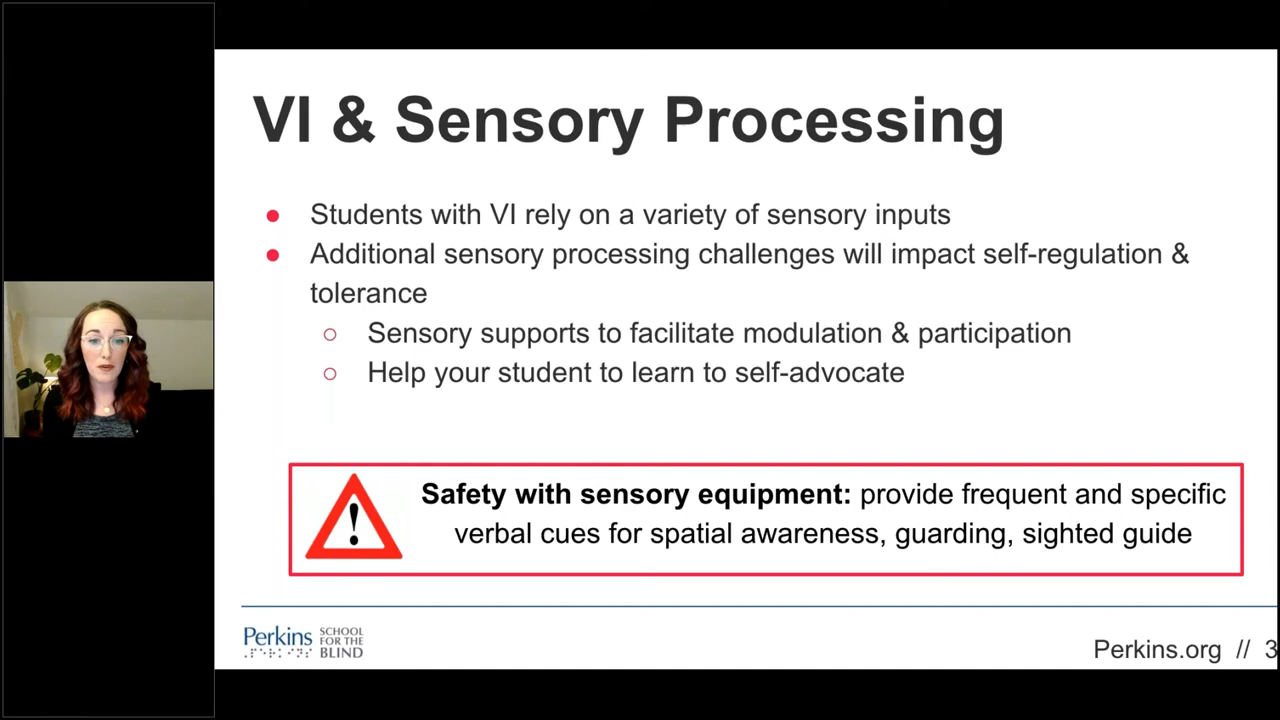 VI & Sensory Processing
● Students with VI rely on a variety of sensory inputs
● Additional sensory processing challenges will impact self-regulation &
tolerance
○ Sensory supports to facilitate modulation & participation
○ Help your student to learn to self-advocate
Safety with sensory equipment: provide frequent and specific
verbal cues for spatial awareness, guarding, sighted guide
Perkins SCHOOL
FOR THE
BLIND
Perkins.org // 3